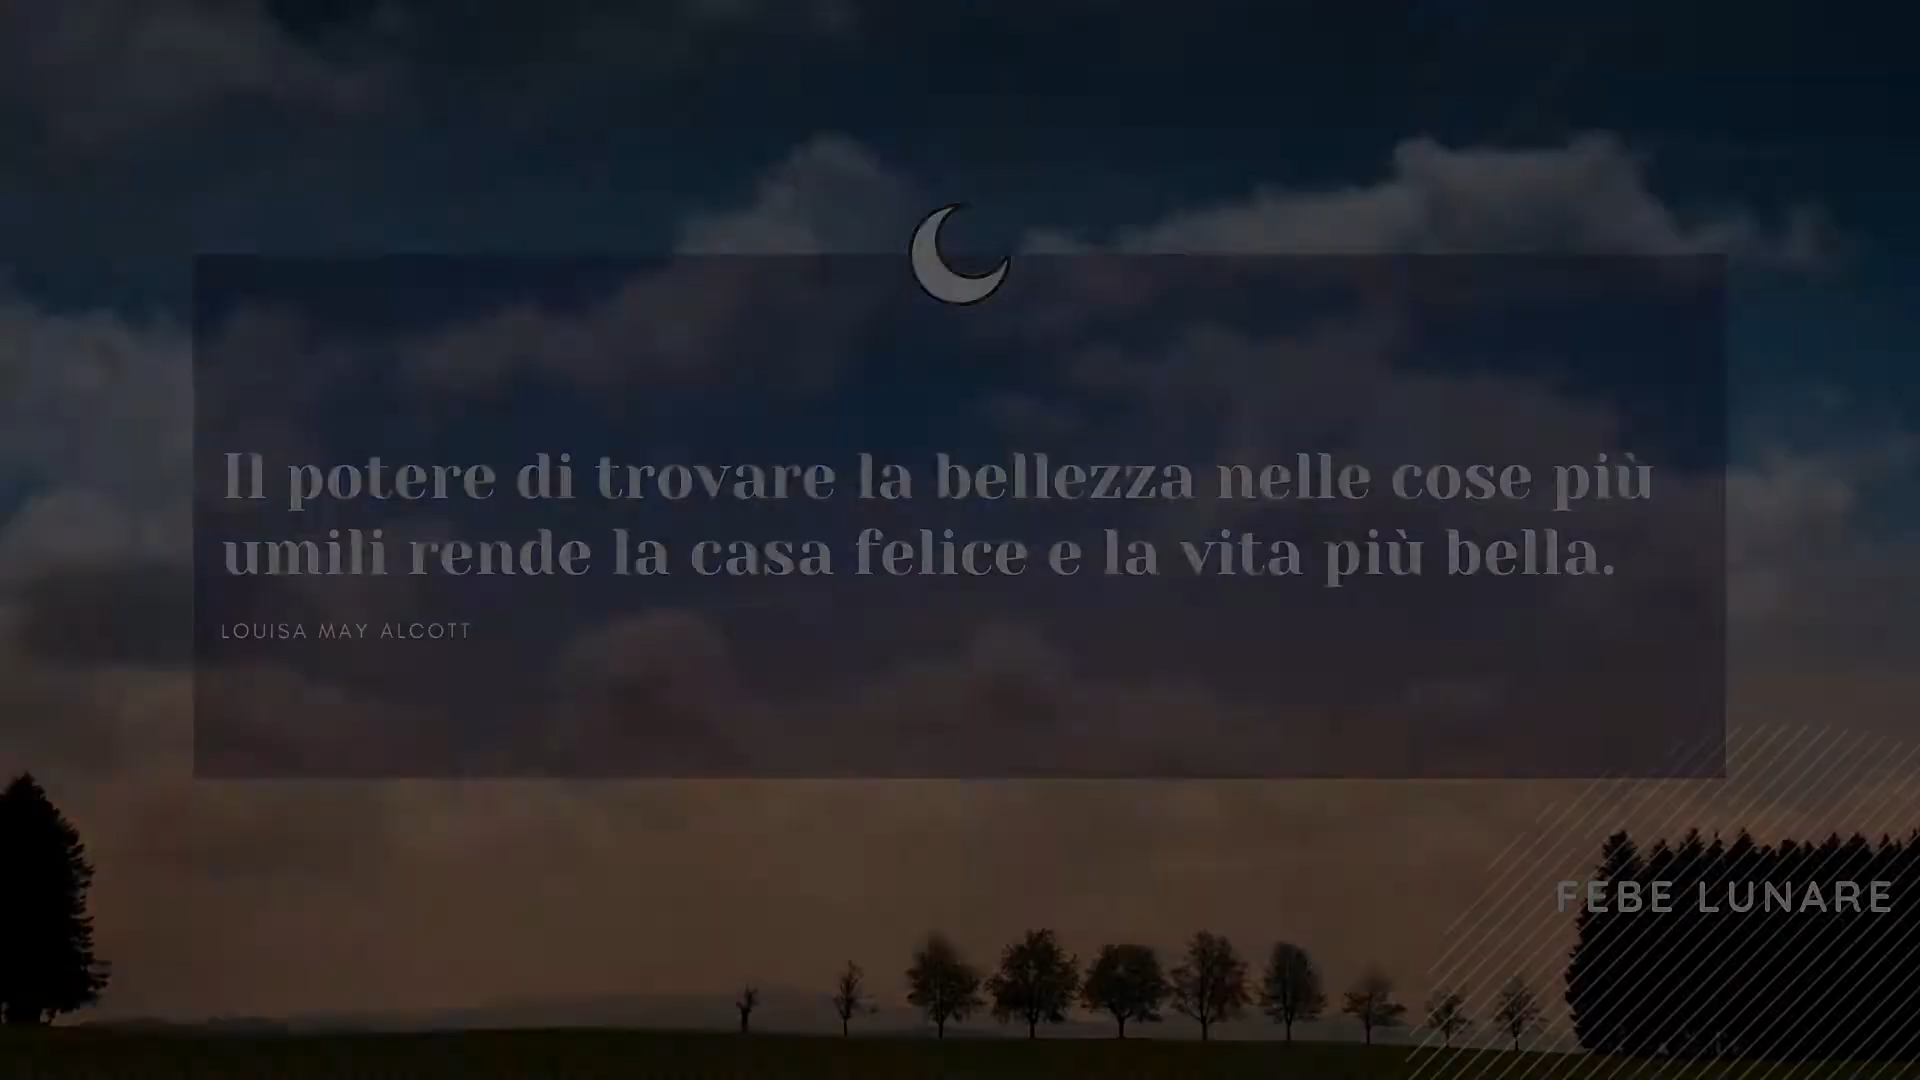 Il potere di trovare la bellezza nelle cose più
umili rende la casa felice e la vita più bella.
LOUISA MAY ALCOTT
FEBE LUNARE